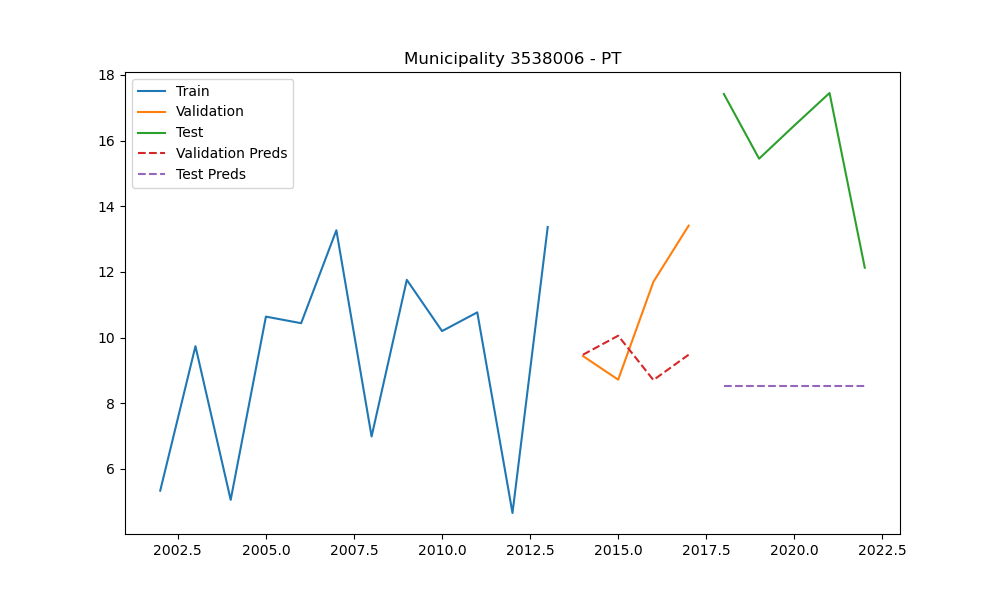 Municipality 3538006 - PT
18
16
14
12
10
8
6
Train
Validation
Test
Validation Preds
Test Preds
2002.5 2005.0 2007.5 2010.0 2012.5 2015.0 2017.5 2020.0 2022.5